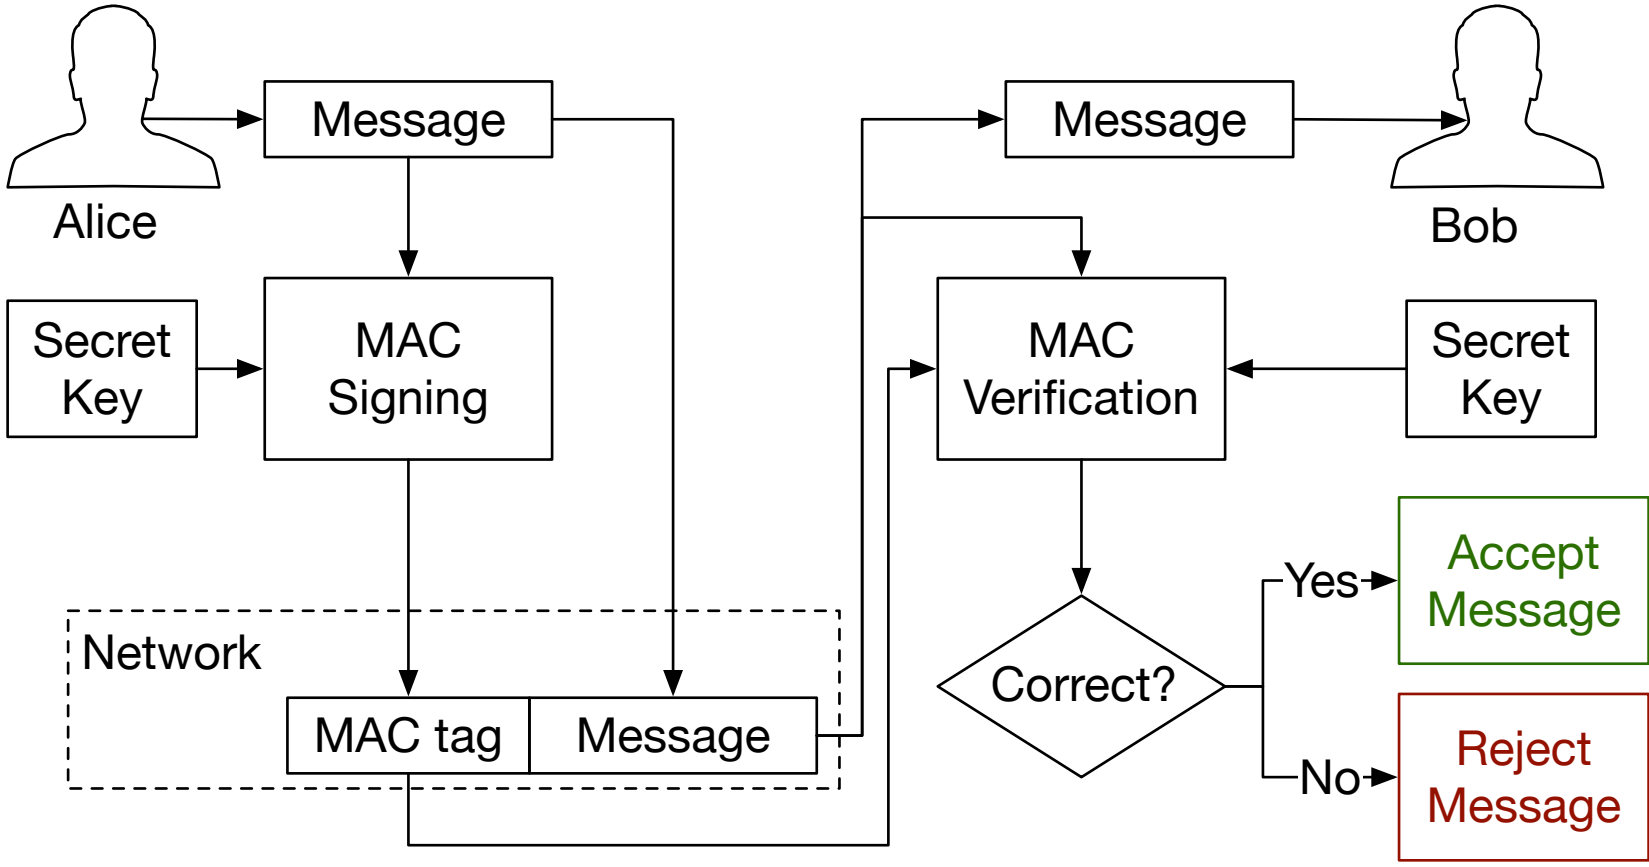 Message
Message
Alice
Bob
Secret
Key
MAC
Signing
MAC
Verification
Secret
Key
Network
MAC tag
Message
Correct?
Yes
No
Accept
Message
Reject
Message